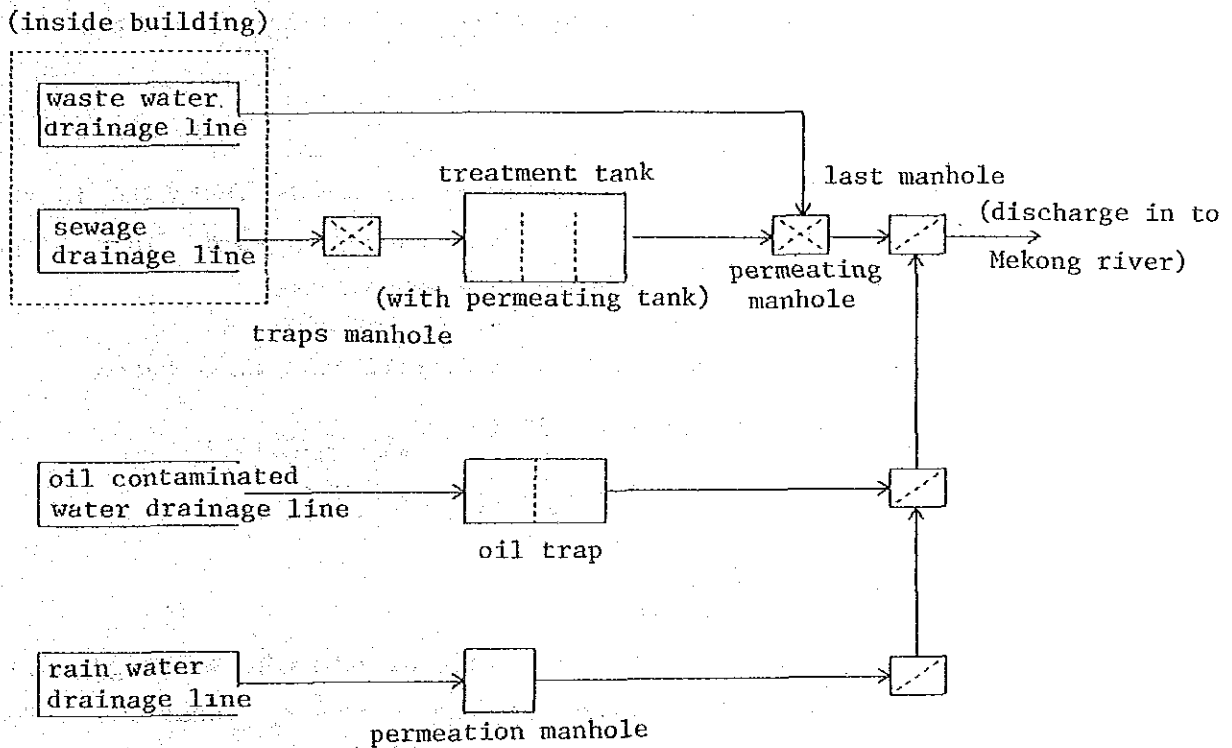 (inside building)
waste water
drainage line
treatment tank
last manhole
(discharge in to
Mekong river)
sewage
drainage line
permeating
manhole
(with permeating tank)
traps manhole
oil contaminated
water drainage line
oil trap
rain water
drainage line
permeation manhole